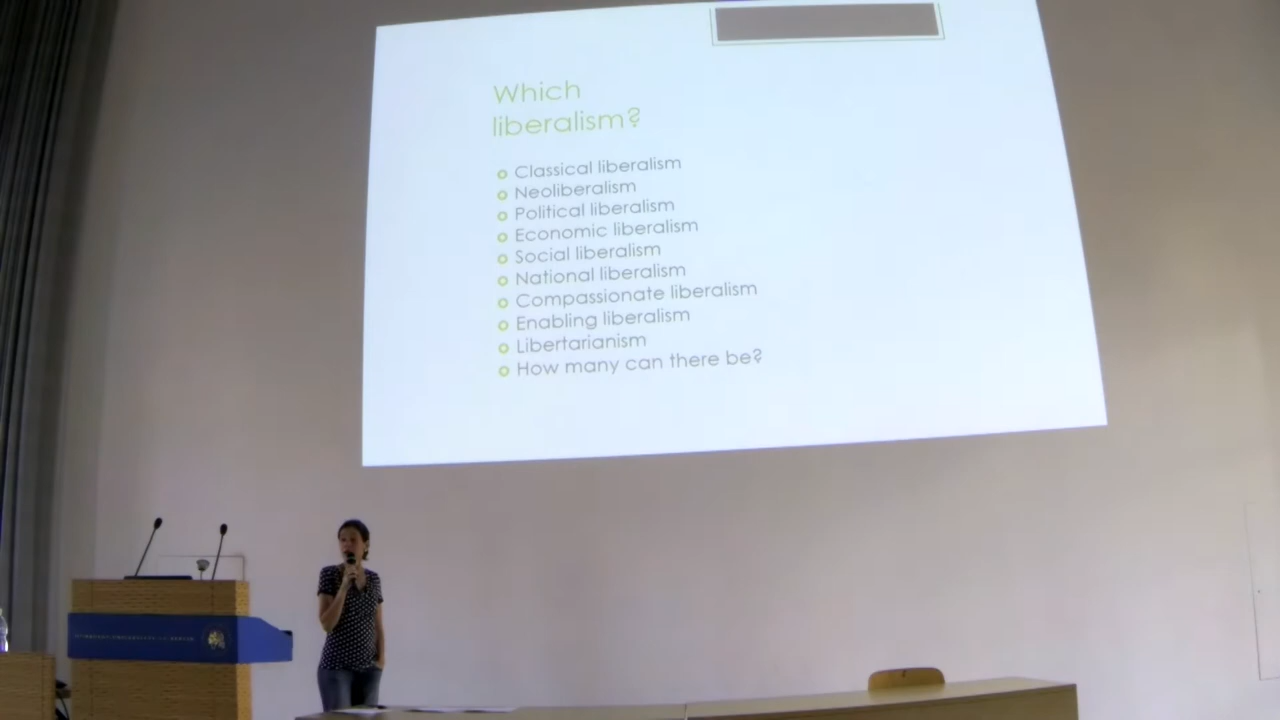 Which
liberalism?
Classical liberalism
Neoliberalism
Political liberalism
Economic liberalism
Social liberalism
National liberalism
Compassionate liberalism
Enabling liberalism
Libertarianism
How many can there be?